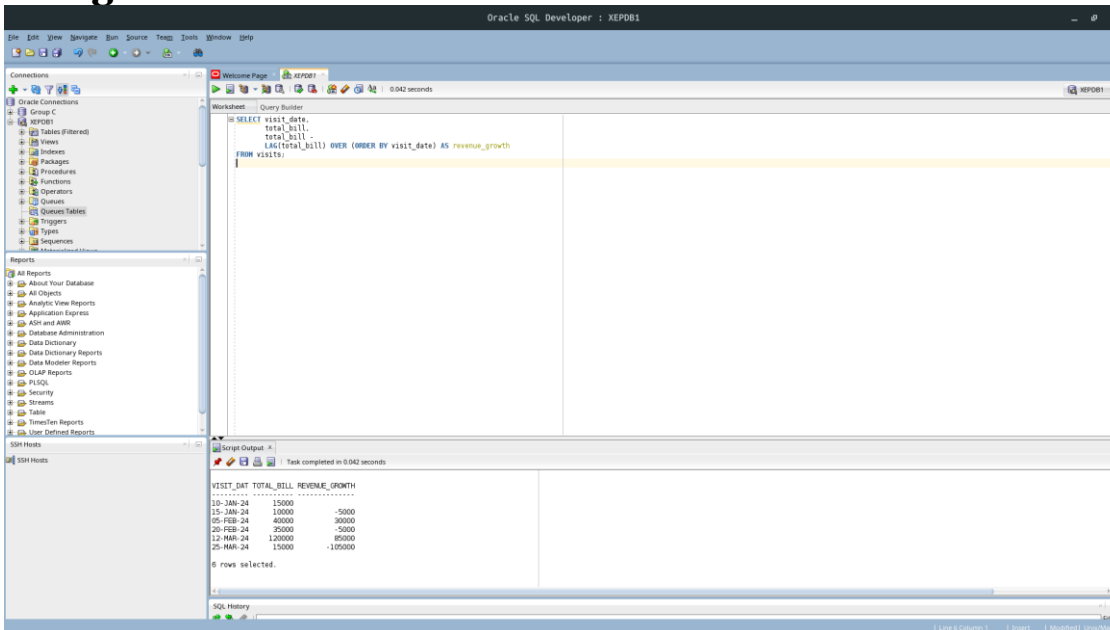 Oracle SQL Developer : XEPDB1
File Edit View Navigate Run Source Team Tools Window Help
Connections
Oracle Connections
Group C
XEPDB1
Tables (Filtered)
Views
Indexes
Packages
Procedures
Functions
Operators
Queues
Queues Tables
Triggers
Types
Sequences
Reports
All Reports
About Your Database
All Objects
Analytic View Reports
Application Express
ASH and AWR
Database Administration
Data Dictionary
Data Dictionary Reports
Data Modeler Reports
OLAP Reports
PLSQL
Security
Streams
Table
TimesTen Reports
User Defined Reports
SSH Hosts
SSH Hosts
Welcome Page XEPDB1
0.042 seconds XEPDB1
Worksheet Query Builder
SELECT visit_date,
total_bill,
total_bill -
LAG(total_bill) OVER (ORDER BY visit_date) AS revenue_growth
FROM visits;
Script Output
Task completed in 0.042 seconds
VISIT_DAT TOTAL_BILL REVENUE_GROWTH
--------- ---------- --------------
10-JAN-24 15000
15-JAN-24 10000 -5000
05-FEB-24 40000 30000
20-FEB-24 35000 -5000
12-MAR-24 120000 85000
25-MAR-24 15000 -105000
6 rows selected.
SQL History
Line 6 Column 1 Insert Modified